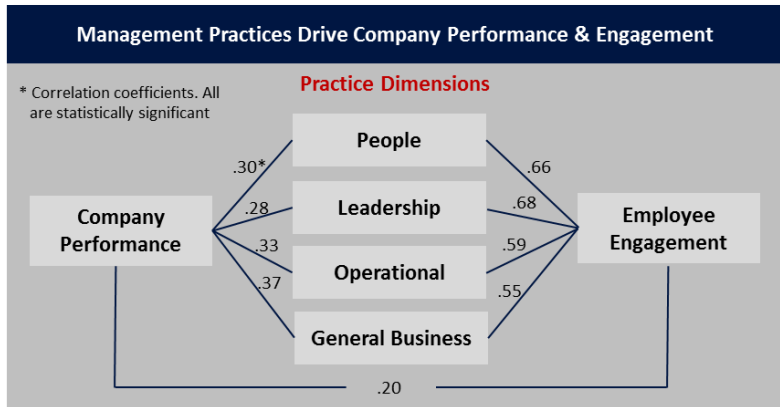 Management Practices Drive Company Performance & Engagement
* Correlation coefficients. All
are statistically significant
Practice Dimensions
People
.30*
.66
Leadership
.28
.68
Company
Performance
Employee
Engagement
.33
.59
Operational
.37
.55
General Business
.20